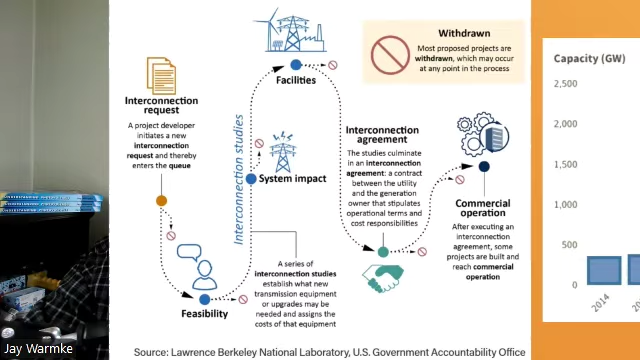 Withdrawn
Most proposed projects are
withdrawn, which may occur
at any point in the process
Facilities
Interconnection
request
A project developer
initiates a new
interconnection
request and thereby
enters the queue
Interconnection studies
System impact
Feasibility
A series of
interconnection studies
establish what new
transmission equipment
or upgrades may be
needed and assigns the
costs of that equipment
Interconnection
agreement
The studies culminate
in an interconnection
agreement: a contract
between the utility
and the generation
owner that stipulates
operational terms and
cost responsibilities
Commercial
operation
After executing an
interconnection
agreement, some
projects are built and
reach commercial
operation
Capacity (GW)
2,500
2,000
1,500
1,000
500
0
2014
Jay Warmke
Source: Lawrence Berkeley National Laboratory, U.S. Government Accountability Office